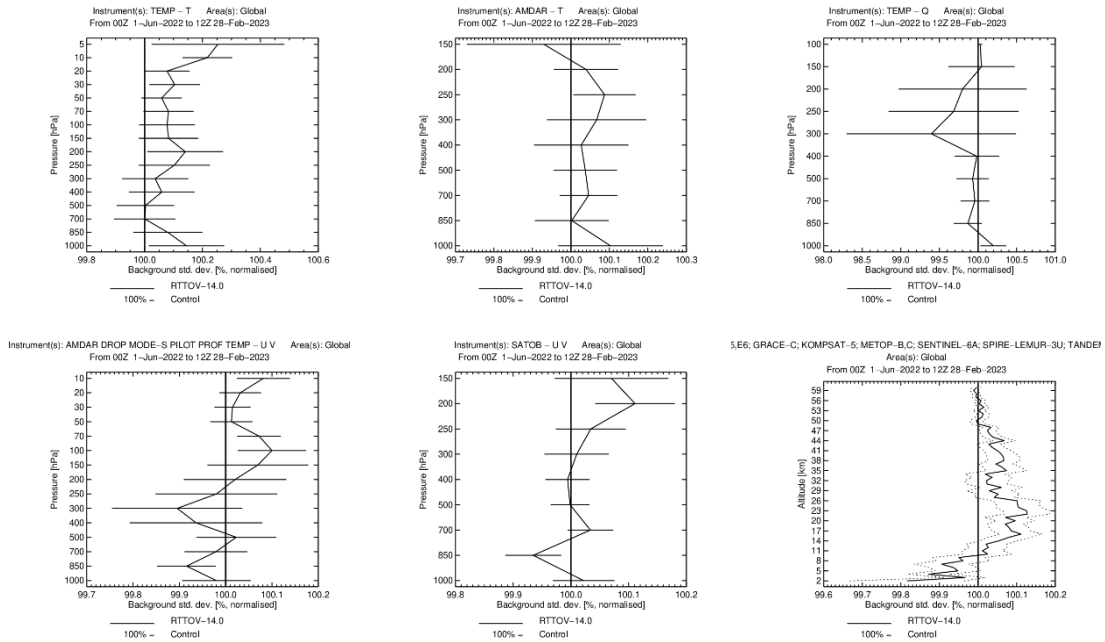 Instrument(s): TEMP − T Area(s): Global
From 00Z 1−Jun−2022 to 12Z 28−Feb−2023
Pressure [hPa]
5
10
20
30
50
70
100
150
200
250
300
400
500
700
850
1000
99.8 100.0 100.2 100.4 100.6
Background std. dev. [%, normalised]
RTTOV−14.0
100% = Control
Instrument(s): AMDAR − T Area(s): Global
From 00Z 1−Jun−2022 to 12Z 28−Feb−2023
Pressure [hPa]
150
200
250
300
400
500
700
850
1000
99.7 99.8 99.9 100.0 100.1 100.2 100.3
Background std. dev. [%, normalised]
RTTOV−14.0
100% = Control
Instrument(s): TEMP − Q Area(s): Global
From 00Z 1−Jun−2022 to 12Z 28−Feb−2023
Pressure [hPa]
100
150
200
250
300
400
500
700
850
1000
98.0 98.5 99.0 99.5 100.0 100.5 101.0
Background std. dev. [%, normalised]
RTTOV−14.0
100% = Control
Instrument(s): AMDAR DROP MODE−S PILOT PROF TEMP − U V Area(s): Global
From 00Z 1−Jun−2022 to 12Z 28−Feb−2023
Pressure [hPa]
10
20
30
50
70
100
150
200
250
300
400
500
700
850
1000
99.7 99.8 99.9 100.0 100.1 100.2
Background std. dev. [%, normalised]
RTTOV−14.0
100% = Control
Instrument(s): SATOB − U V Area(s): Global
From 00Z 1−Jun−2022 to 12Z 28−Feb−2023
Pressure [hPa]
150
200
250
300
400
500
700
850
1000
99.7 99.8 99.9 100.0 100.1 100.2 100.3
Background std. dev. [%, normalised]
RTTOV−14.0
100% = Control
5,E6; GRACE−C; KOMPSAT−5; METOP−B,C; SENTINEL−6A; SPIRE−LEMUR−3U; TANDEM
Area(s): Global
From 00Z 1−Jun−2022 to 12Z 28−Feb−2023
Altitude [km]
59
56
53
50
47
44
41
38
35
32
29
26
23
20
17
14
11
8
5
2
99.6 99.7 99.8 99.9 100.0 100.1 100.2
Background std. dev. [%, normalised]
RTTOV−14.0
100% = Control